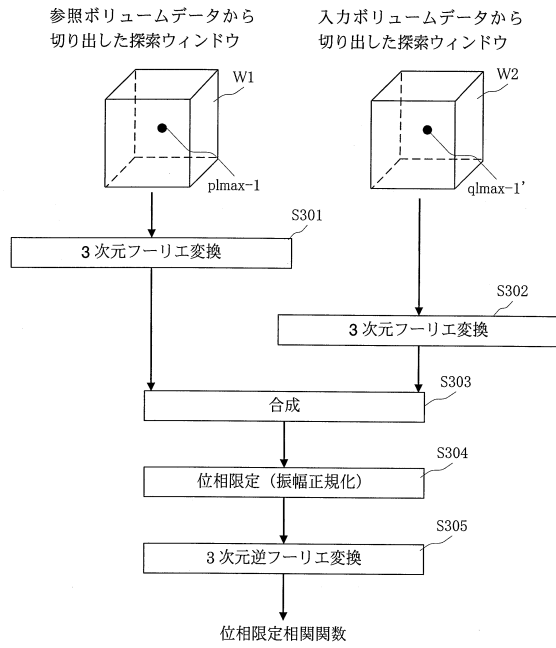 参照ボリュームデータから
切り出した探索ウィンドウ
入力ボリュームデータから
切り出した探索ウィンドウ
W1
W2
plmax-1
qlmax-1'
S301
3次元フーリエ変換
S302
3次元フーリエ変換
S303
合成
S304
位相限定（振幅正規化）
S305
3次元逆フーリエ変換
位相限定相関関数